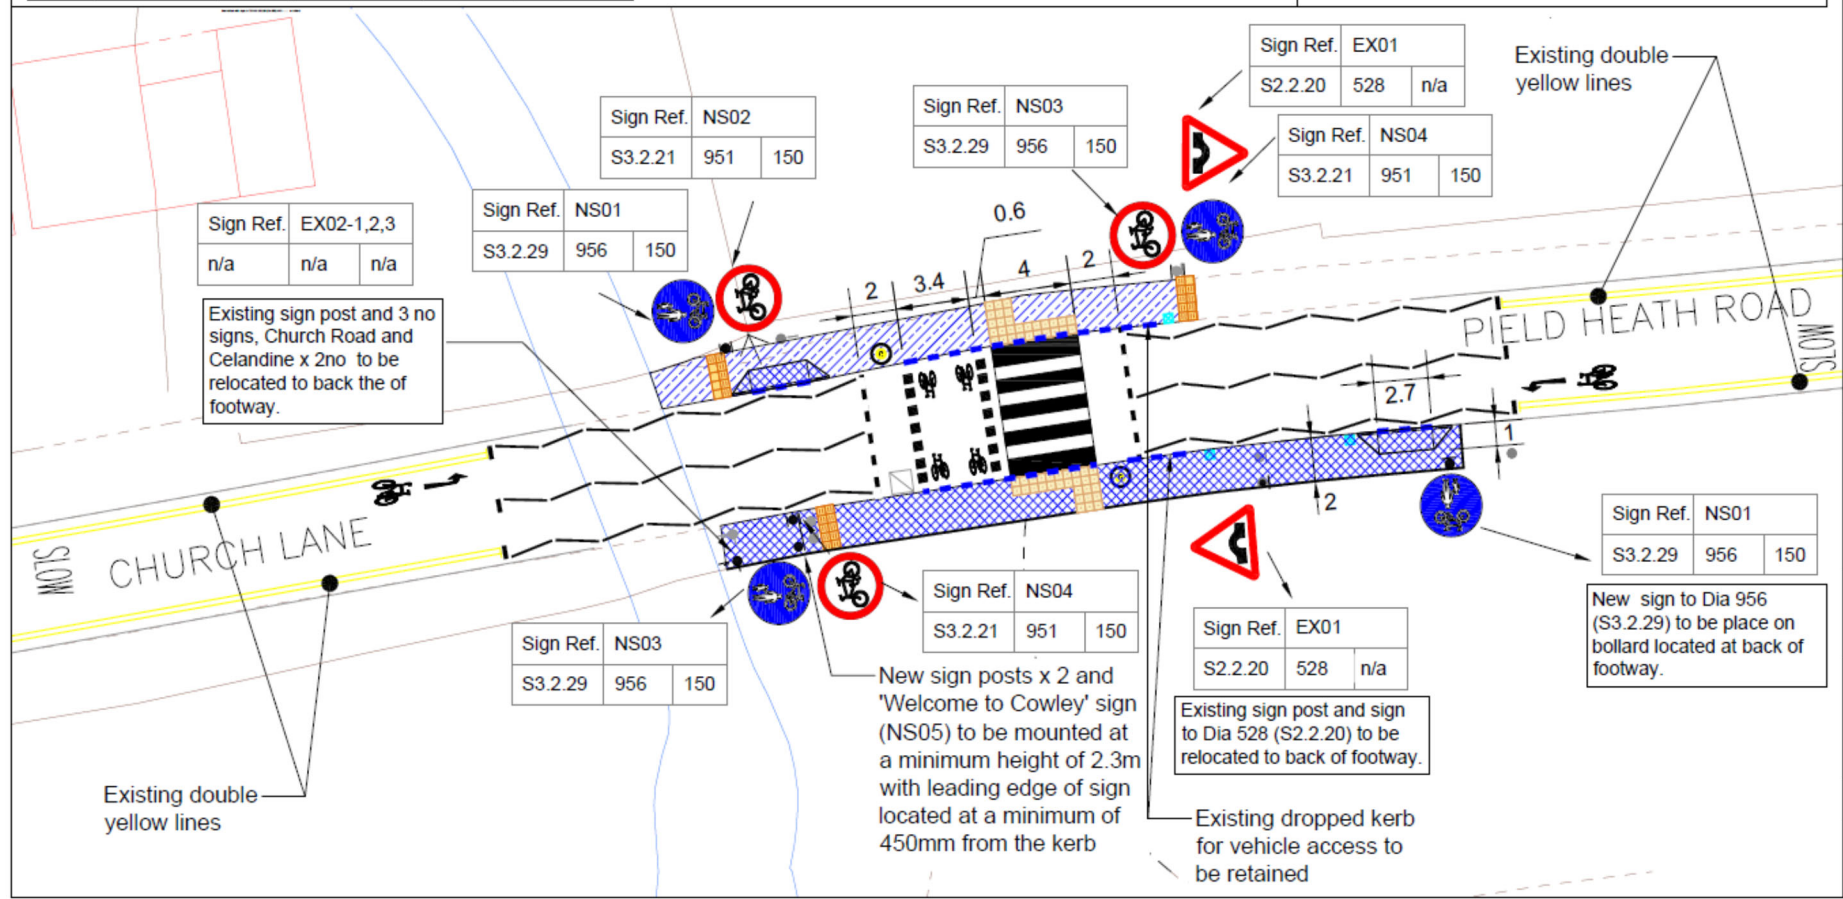 Sign Ref. EX01
S2.2.20 528 n/a
Existing double
yellow lines
Sign Ref. NS03
S3.2.29 956 150
Sign Ref. NS02
S3.2.21 951 150
Sign Ref. NS04
S3.2.21 951 150
Sign Ref. NS01
S3.2.29 956 150
Sign Ref. EX02-1,2,3
n/a n/a n/a
Existing sign post and 3 no
signs, Church Road and
Celandine x 2no to be
relocated to back the of
footway.
0.6
2
3.4
4
2
PIELD HEATH ROAD
SLOW
2.7
1
2
CHURCH LANE
SLOW
Sign Ref. NS01
S3.2.29 956 150
New sign to Dia 956
(S3.2.29) to be place on
bollard located at back of
footway.
Sign Ref. NS04
S3.2.21 951 150
Sign Ref. EX01
S2.2.20 528 n/a
Existing sign post and sign
to Dia 528 (S2.2.20) to be
relocated to back of footway.
Sign Ref. NS03
S3.2.29 956 150
New sign posts x 2 and
'Welcome to Cowley' sign
(NS05) to be mounted at
a minimum height of 2.3m
with leading edge of sign
located at a minimum of
450mm from the kerb
Existing double
yellow lines
Existing dropped kerb
for vehicle access to
be retained